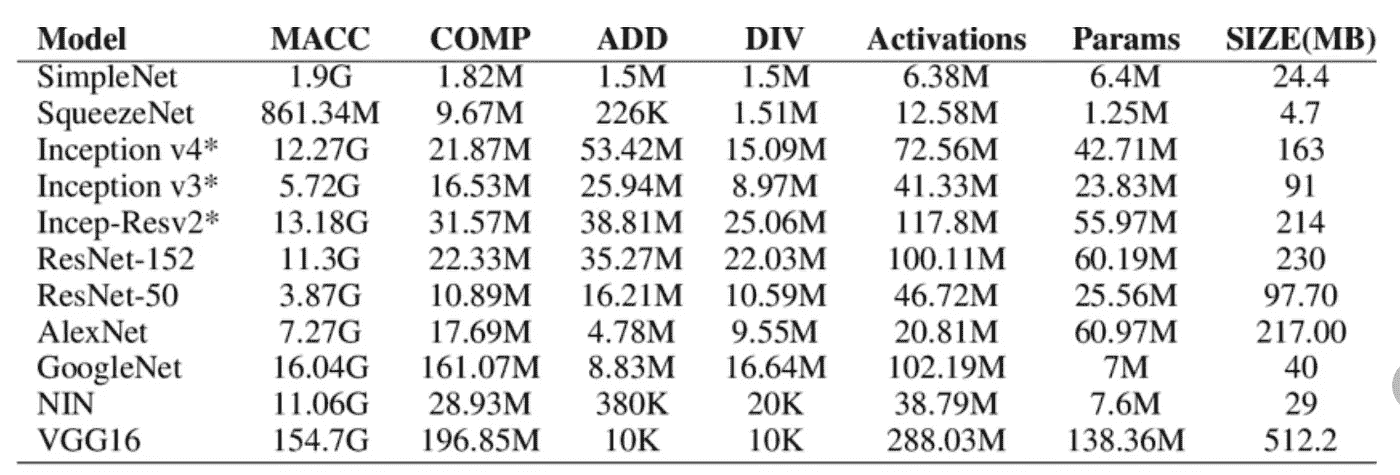 Model MACC COMP ADD DIV Activations Params SIZE(MB)
SimpleNet 1.9G 1.82M 1.5M 1.5M 6.38M 6.4M 24.4
SqueezeNet 861.34M 9.67M 226K 1.51M 12.58M 1.25M 4.7
Inception v4* 12.27G 21.87M 53.42M 15.09M 72.56M 42.71M 163
Inception v3* 5.72G 16.53M 25.94M 8.97M 41.33M 23.83M 91
Incep-Resv2* 13.18G 31.57M 38.81M 25.06M 117.8M 55.97M 214
ResNet-152 11.3G 22.33M 35.27M 22.03M 100.11M 60.19M 230
ResNet-50 3.87G 10.89M 16.21M 10.59M 46.72M 25.56M 97.70
AlexNet 7.27G 17.69M 4.78M 9.55M 20.81M 60.97M 217.00
GoogleNet 16.04G 161.07M 8.83M 16.64M 102.19M 7M 40
NIN 11.06G 28.93M 380K 20K 38.79M 7.6M 29
VGG16 154.7G 196.85M 10K 10K 288.03M 138.36M 512.2